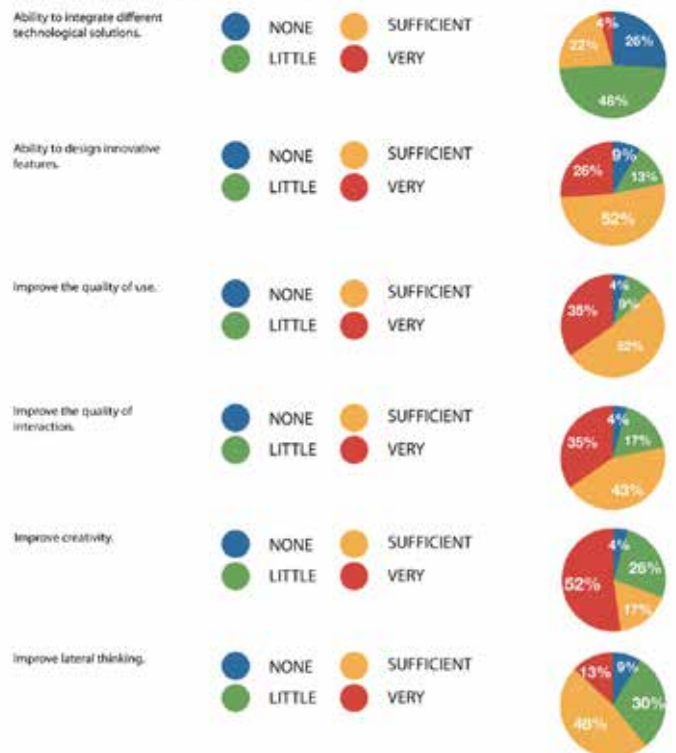 Ability to integrate different
technological solutions.
NONE
SUFFICIENT
LITTLE
VERY
4%
22%
26%
48%
Ability to design innovative
features.
NONE
SUFFICIENT
LITTLE
VERY
9%
26%
13%
52%
Improve the quality of use.
NONE
SUFFICIENT
LITTLE
VERY
4%
35%
9%
52%
Improve the quality of
interaction.
NONE
SUFFICIENT
LITTLE
VERY
4%
35%
17%
43%
Improve creativity.
NONE
SUFFICIENT
LITTLE
VERY
4%
26%
52%
17%
Improve lateral thinking.
NONE
SUFFICIENT
LITTLE
VERY
13%
9%
30%
48%